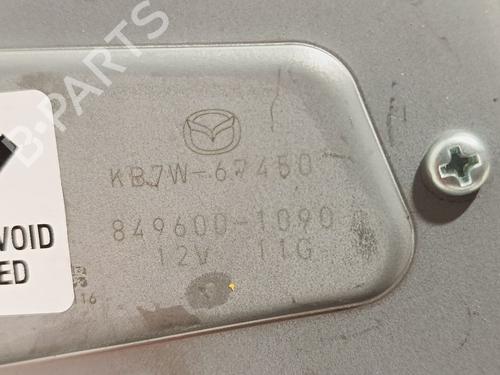 B-PARTS
KB7W-67450
849600-1090
12V 11G
VOID
ED
16